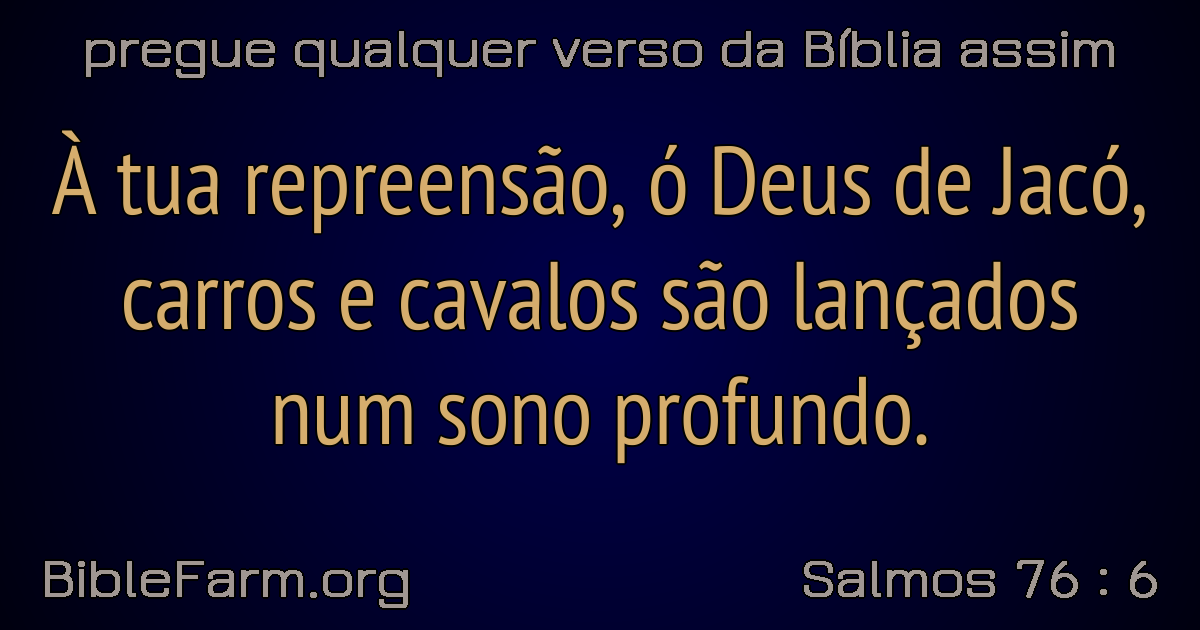 pregue qualquer verso da Bíblia assim
À tua repreensão, ó Deus de Jacó,
carros e cavalos são lançados
num sono profundo.
BibleFarm.org
Salmos 76 : 6